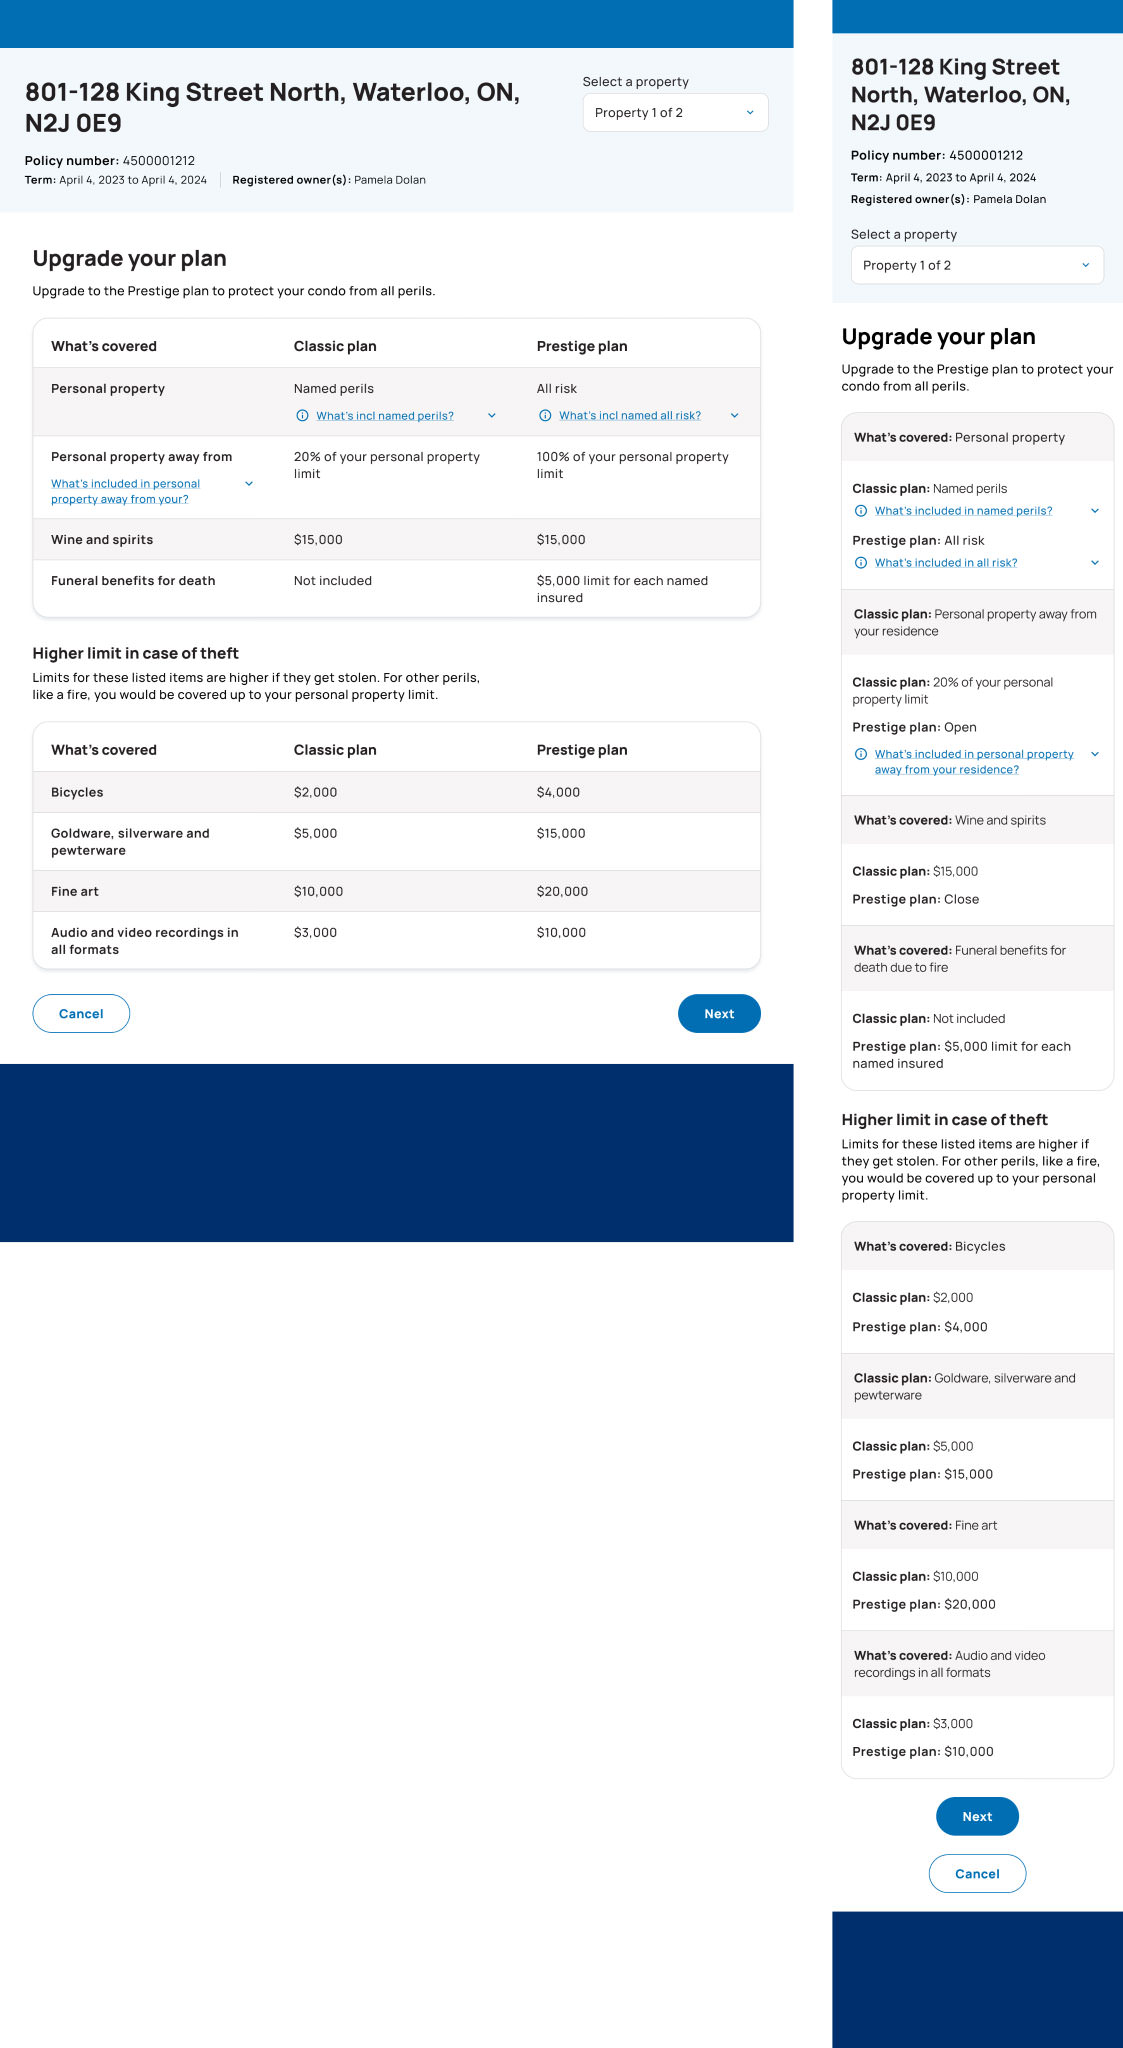 801-128 King Street North, Waterloo, ON,
N2J 0E9
Policy number: 4500001212
Term: April 4, 2023 to April 4, 2024 Registered owner(s): Pamela Dolan
Select a property
Property 1 of 2
Upgrade your plan
Upgrade to the Prestige plan to protect your condo from all perils.
What's covered Classic plan Prestige plan
Personal property Named perils All risk
What's incl named perils? What's incl named all risk?
Personal property away from 20% of your personal property 100% of your personal property
limit limit
What's included in personal
property away from your?
Wine and spirits $15,000 $15,000
Funeral benefits for death Not included $5,000 limit for each named
insured
Higher limit in case of theft
Limits for these listed items are higher if they get stolen. For other perils,
like a fire, you would be covered up to your personal property limit.
What's covered Classic plan Prestige plan
Bicycles $2,000 $4,000
Goldware, silverware and $5,000 $15,000
pewterware
Fine art $10,000 $20,000
Audio and video recordings in $3,000 $10,000
all formats
Cancel Next
801-128 King Street
North, Waterloo, ON,
N2J 0E9
Policy number: 4500001212
Term: April 4, 2023 to April 4, 2024
Registered owner(s): Pamela Dolan
Select a property
Property 1 of 2
Upgrade your plan
Upgrade to the Prestige plan to protect your
condo from all perils.
What's covered: Personal property
Classic plan: Named perils
What's included in named perils?
Prestige plan: All risk
What's included in all risk?
Classic plan: Personal property away from
your residence
Classic plan: 20% of your personal
property limit
Prestige plan: Open
What's included in personal property
away from your residence?
What's covered: Wine and spirits
Classic plan: $15,000
Prestige plan: Close
What's covered: Funeral benefits for
death due to fire
Classic plan: Not included
Prestige plan: $5,000 limit for each
named insured
Higher limit in case of theft
Limits for these listed items are higher if
they get stolen. For other perils, like a fire,
you would be covered up to your personal
property limit.
What's covered: Bicycles
Classic plan: $2,000
Prestige plan: $4,000
Classic plan: Goldware, silverware and
pewterware
Classic plan: $5,000
Prestige plan: $15,000
What's covered: Fine art
Classic plan: $10,000
Prestige plan: $20,000
What's covered: Audio and video
recordings in all formats
Classic plan: $3,000
Prestige plan: $10,000
Next
Cancel